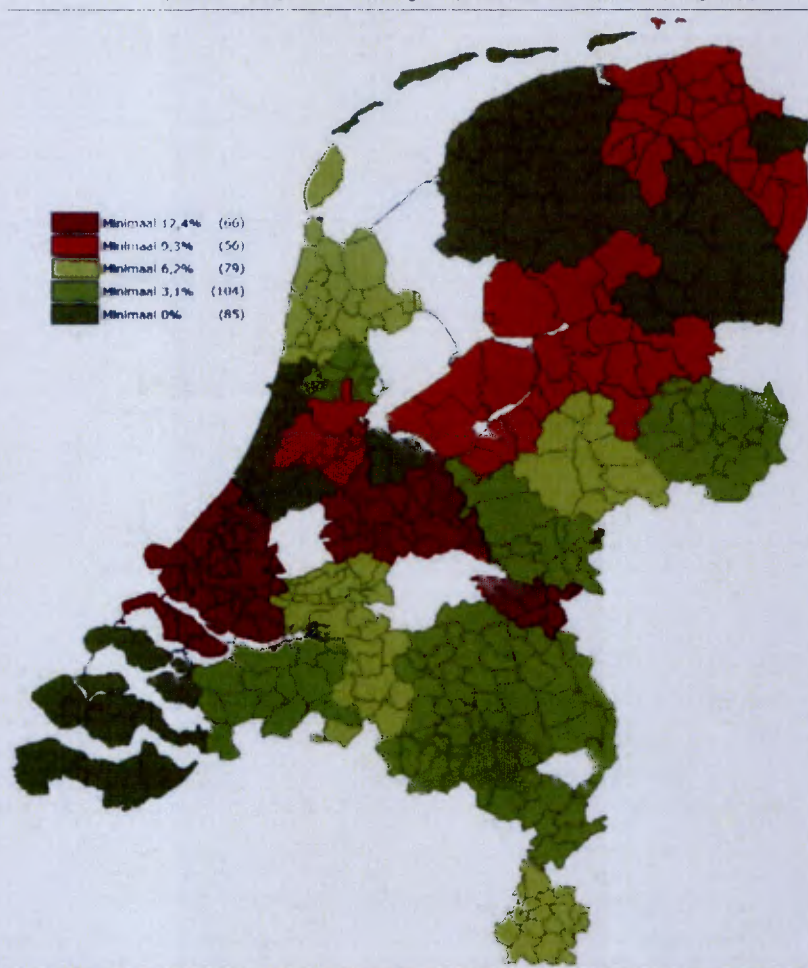 Minimaal 12,4% (66)
Minimaal 9,3% (56)
Minimaal 6,2% (79)
Minimaal 3,1% (104)
Minimaal 0% (85)